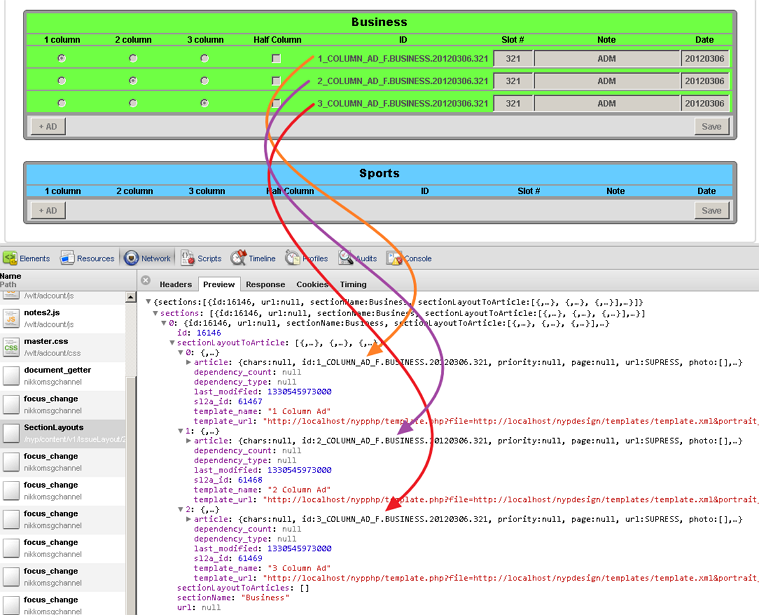 Business
1 column 2 column 3 column Half Column ID Slot # Note Date
1_COLUMN_AD_F.BUSINESS.20120306.321 321 ADM 20120306
2_COLUMN_AD_F.BUSINESS.20120306.321 321 ADM 20120306
3_COLUMN_AD_F.BUSINESS.20120306.321 321 ADM 20120306
+ AD Save
Sports
1 column 2 column 3 column Half Column ID Slot # Note Date
+ AD Save
Elements Resources Network Scripts Timeline Profiles Audits Console
Name
Path
/wlt/adcount/js
notes2.js
/wlt/adcount/js
master.css
/wlt/adcount/css
document_getter
nikkomsgchannel
focus_change
nikkomsgchannel
SectionLayouts
/nyp/content/v1/IssueLayout/2
focus_change
nikkomsgchannel
focus_change
nikkomsgchannel
focus_change
nikkomsgchannel
focus_change
nikkomsgchannel
focus_change
nikkomsgchannel
focus_change
Headers Preview Response Cookies Timing
▼{sections:[{id:16146, url:null, sectionName:Business, sectionLayoutToArticle:[{,…}, {,…}, {,…}],…}]}
▼sections: [{id:16146, url:null, sectionName:Business, sectionLayoutToArticle:[{,…}, {,…}, {,…}],…}]
▼0: {id:16146, url:null, sectionName:Business, sectionLayoutToArticle:[{,…}, {,…}, {,…}],…}
id: 16146
▼sectionLayoutToArticle: [{,…}, {,…}, {,…}]
▼0: {,…}
▶article: {chars:null, id:1_COLUMN_AD_F.BUSINESS.20120306.321, priority:null, page:null, url:SUPRESS, photo:[],…}
dependency_count: null
dependency_type: null
last_modified: 1330545973000
sl2a_id: 61467
template_name: "1 Column Ad"
template_url: "http://localhost/nypphp/template.php?file=http://localhost/nypdesign/templates/template.xml&portrait_
▼1: {,…}
▶article: {chars:null, id:2_COLUMN_AD_F.BUSINESS.20120306.321, priority:null, page:null, url:SUPRESS, photo:[],…}
dependency_count: null
dependency_type: null
last_modified: 1330545973000
sl2a_id: 61468
template_name: "2 Column Ad"
template_url: "http://localhost/nypphp/template.php?file=http://localhost/nypdesign/templates/template.xml&portrait_
▼2: {,…}
▶article: {chars:null, id:3_COLUMN_AD_F.BUSINESS.20120306.321, priority:null, page:null, url:SUPRESS, photo:[],…}
dependency_count: null
dependency_type: null
last_modified: 1330545973000
sl2a_id: 61469
template_name: "3 Column Ad"
template_url: "http://localhost/nypphp/template.php?file=http://localhost/nypdesign/templates/template.xml&portrait_
sectionLayoutToArticles: []
sectionName: "Business"
url: null